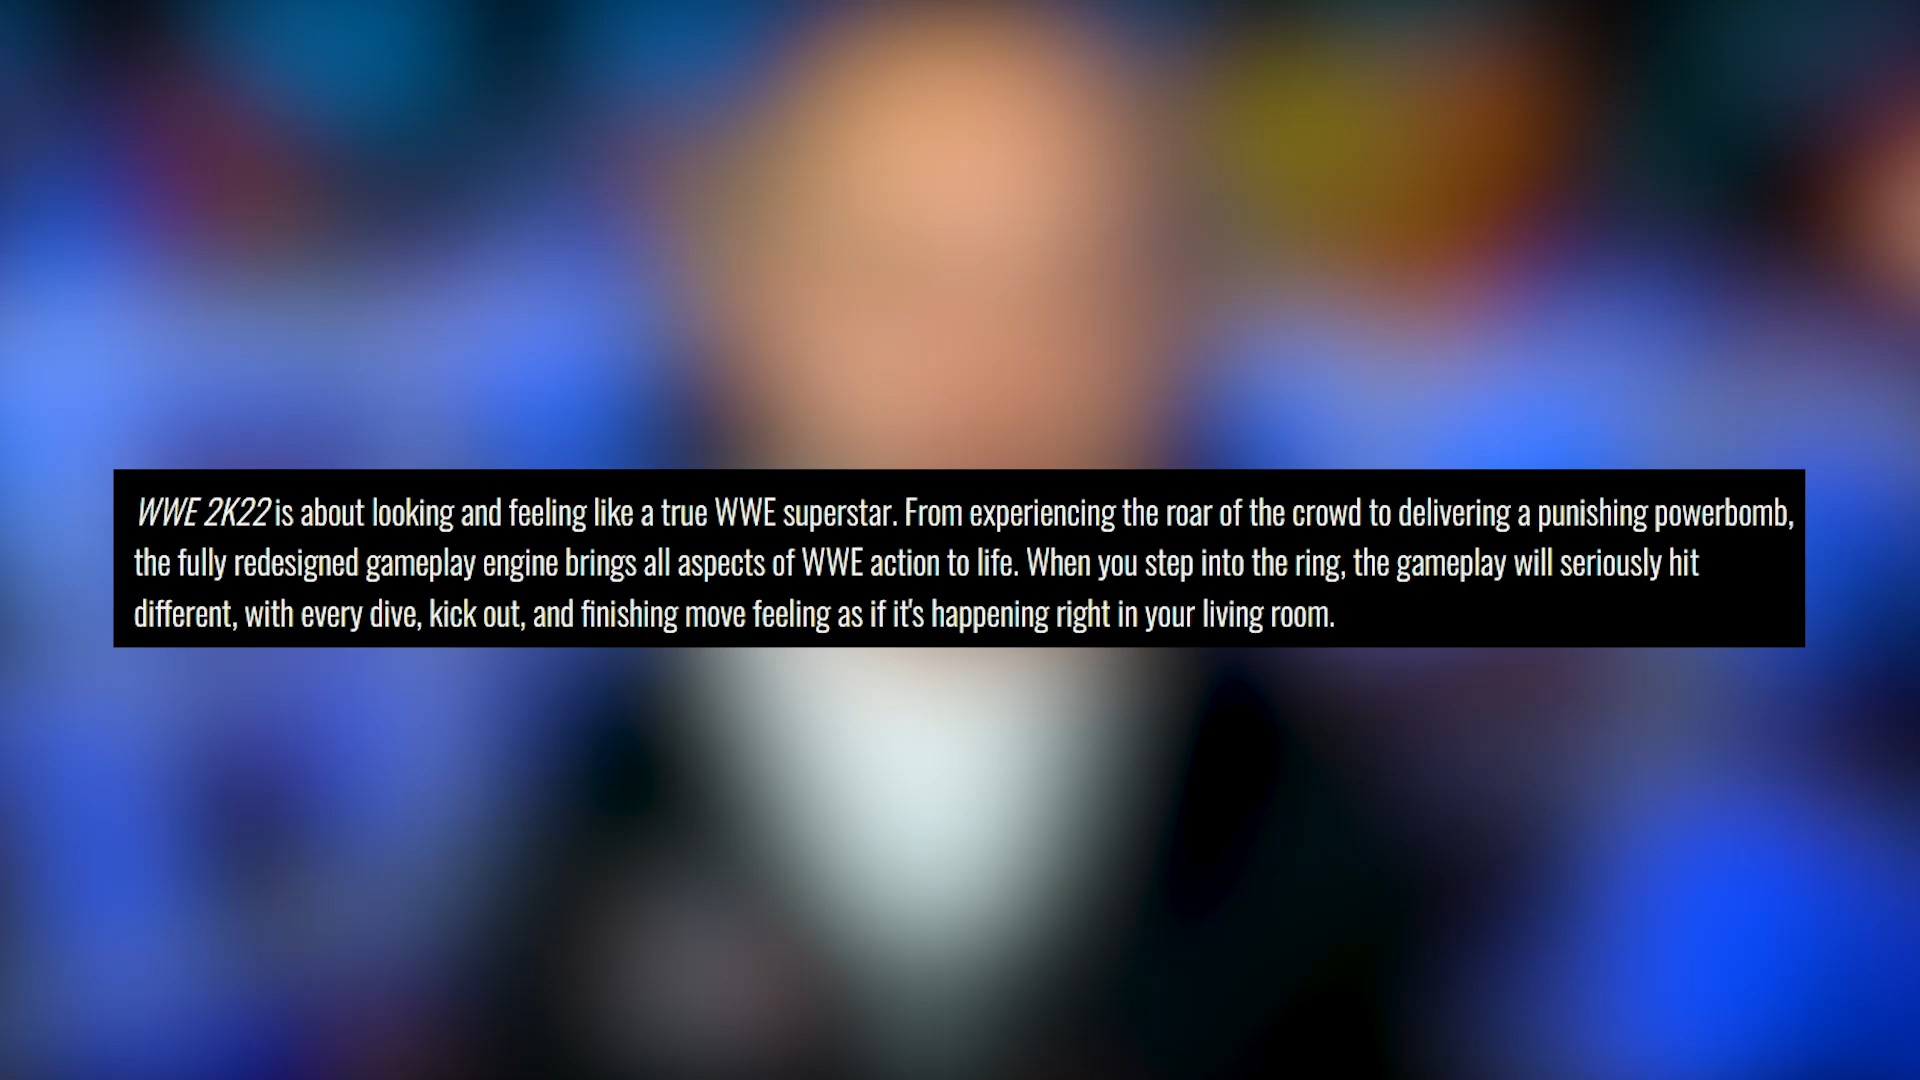 WWE 2K22 is about looking and feeling like a true WWE superstar. From experiencing the roar of the crowd to delivering a punishing powerbomb,
the fully redesigned gameplay engine brings all aspects of WWE action to life. When you step into the ring, the gameplay will seriously hit
different, with every dive, kick out, and finishing move feeling as if it's happening right in your living room.